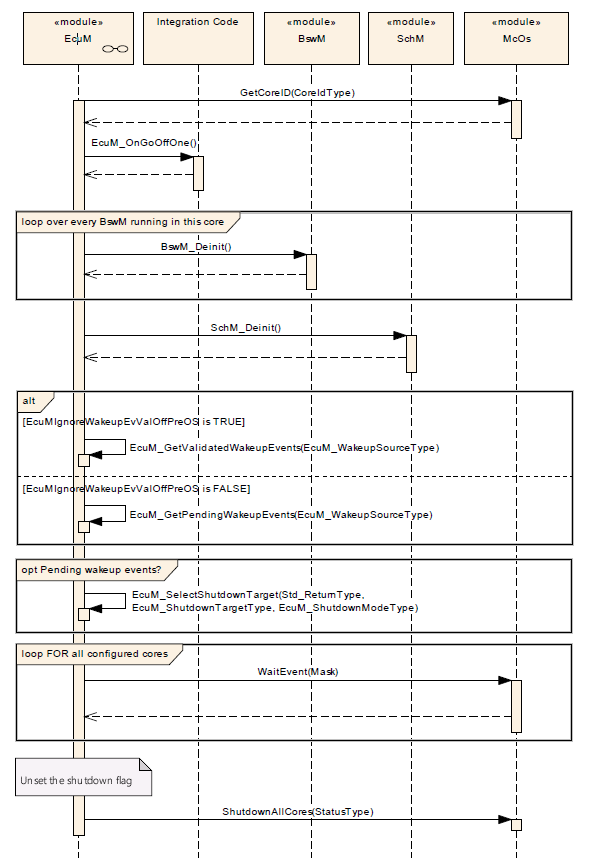 «module»
EcuM
Integration Code
«module»
BswM
«module»
SchM
«module»
McOs
GetCoreID(CoreIdType)
EcuM_OnGoOffOne()
loop over every BswM running in this core
BswM_Deinit()
SchM_Deinit()
alt
[EcuMIgnoreWakeupEvValOffPreOS is TRUE]
EcuM_GetValidatedWakeupEvents(EcuM_WakeupSourceType)
[EcuMIgnoreWakeupEvValOffPreOS is FALSE]
EcuM_GetPendingWakeupEvents(EcuM_WakeupSourceType)
opt Pending wakeup events?
EcuM_SelectShutdownTarget(Std_ReturnType,
EcuM_ShutdownTargetType, EcuM_ShutdownModeType)
loop FOR all configured cores
WaitEvent(Mask)
Unset the shutdown flag
ShutdownAllCores(StatusType)